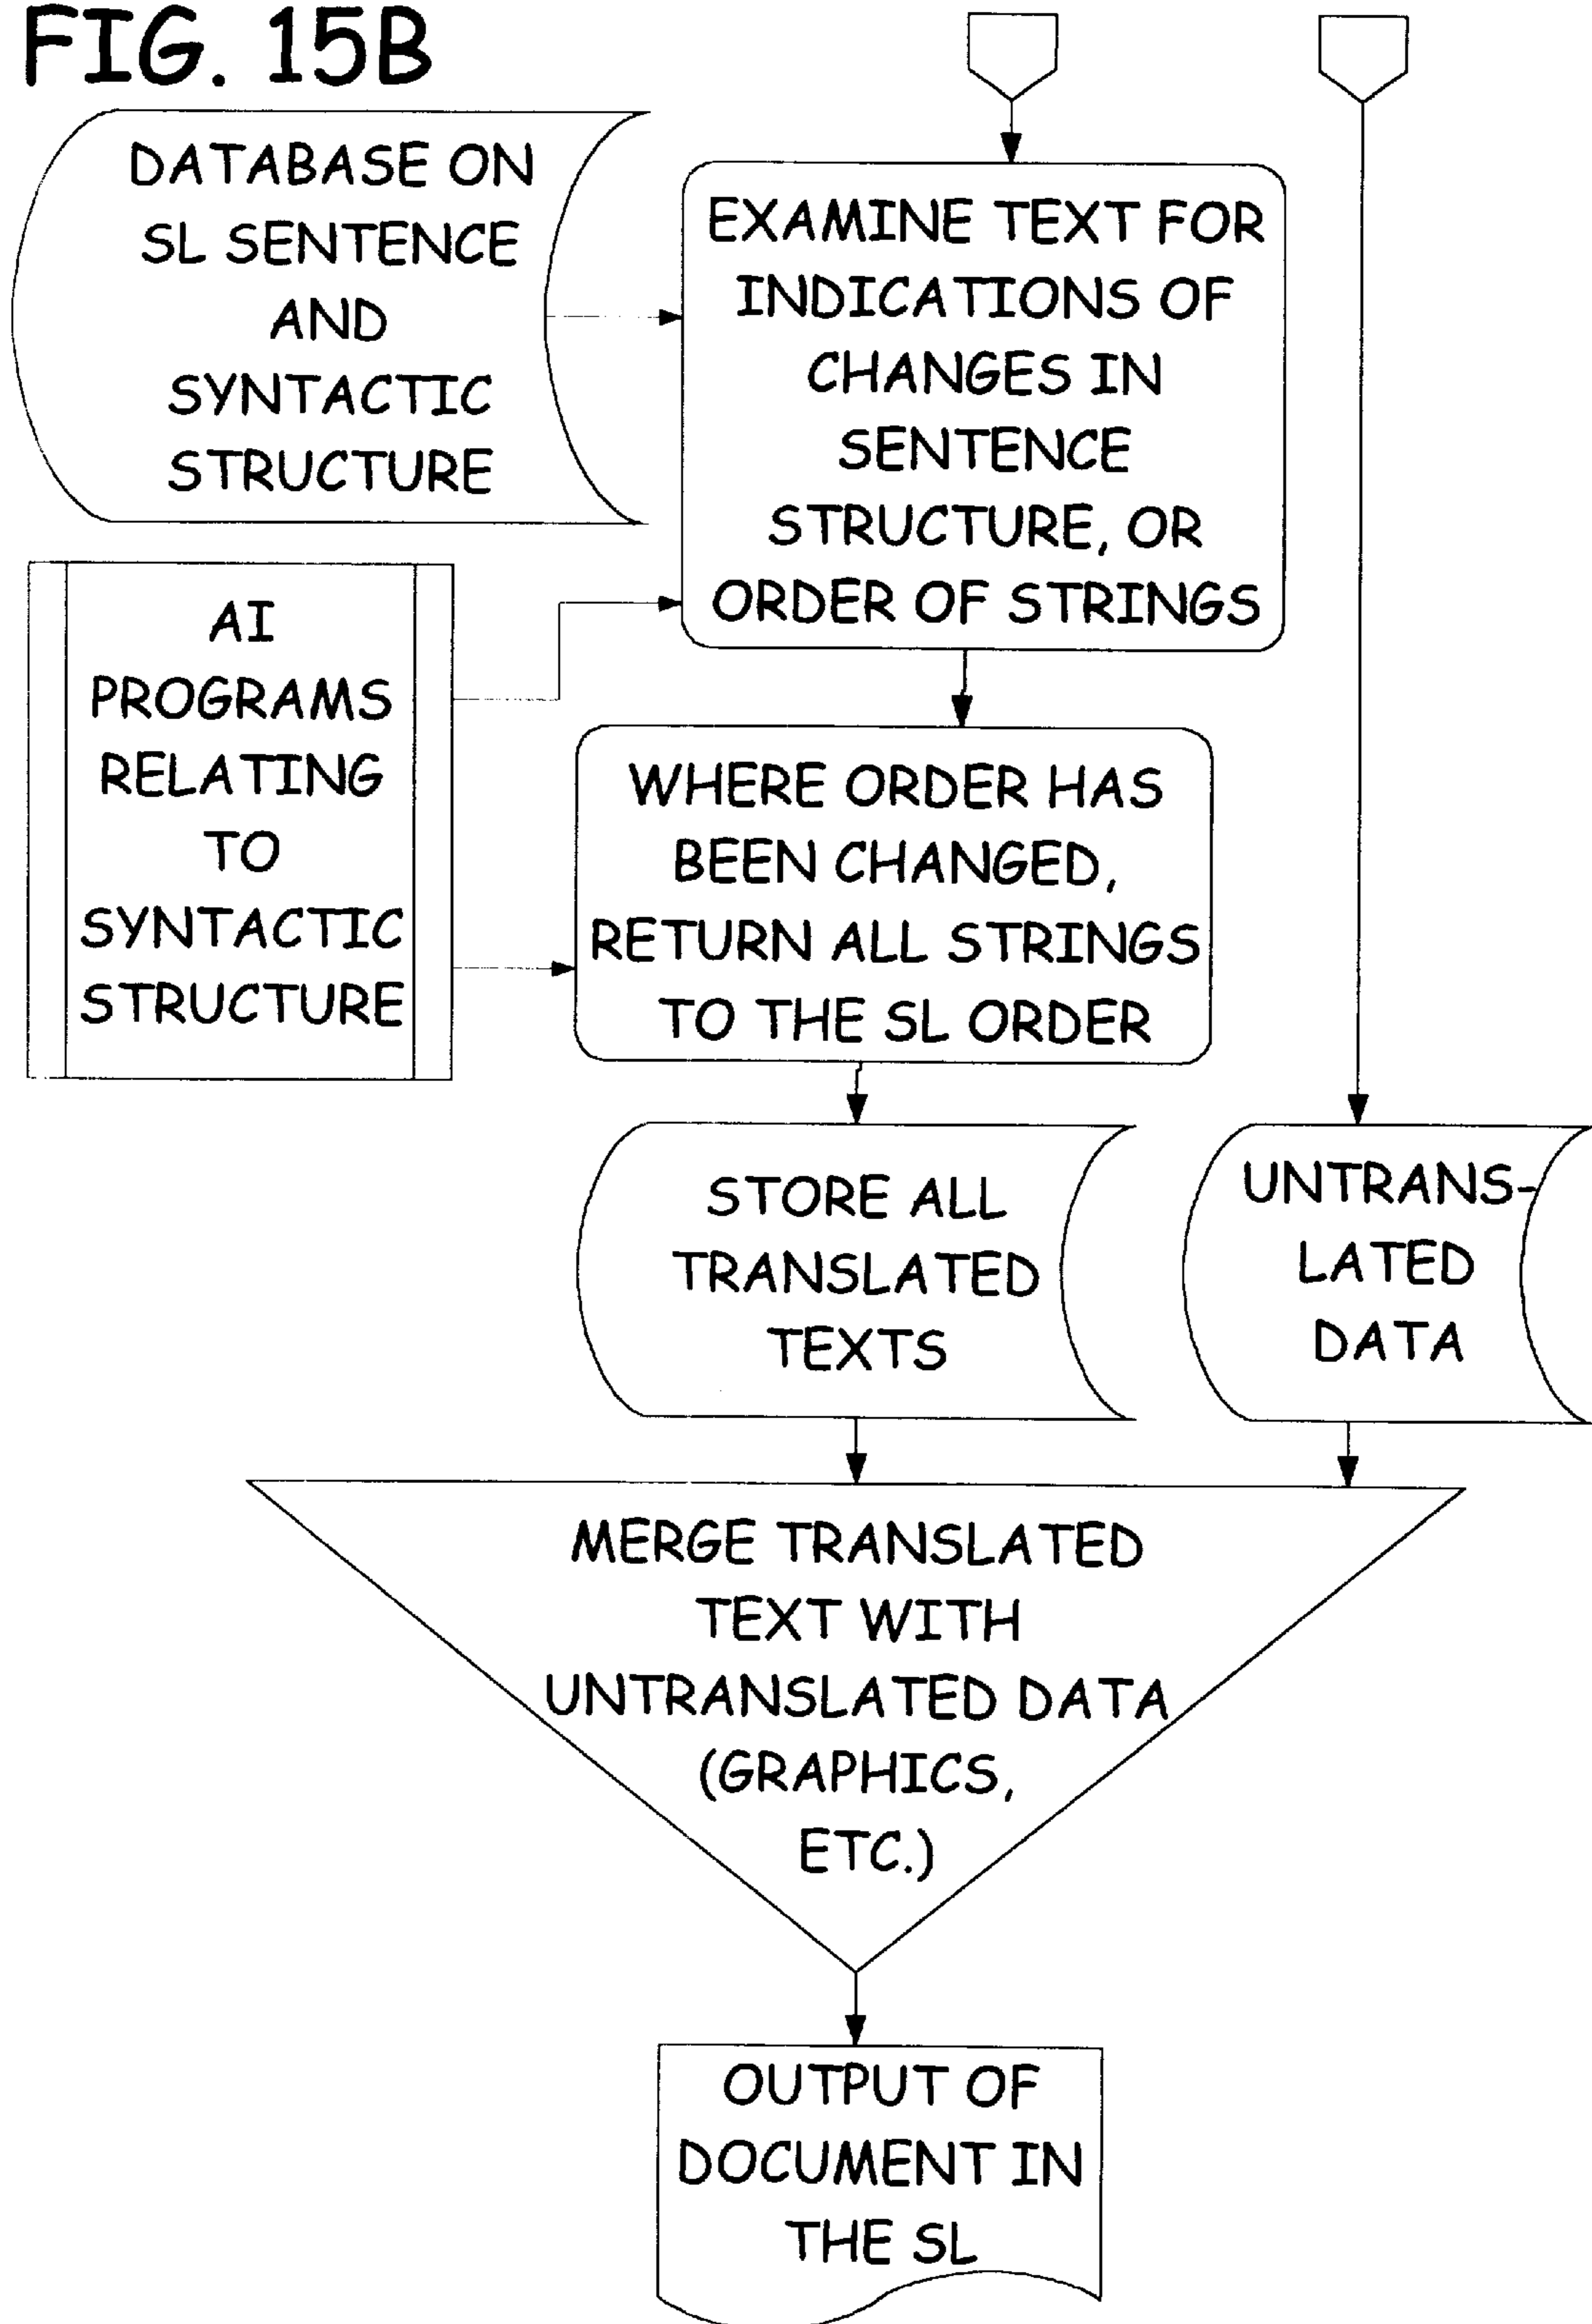 FIG. 15B
DATABASE ON
SL SENTENCE
AND
SYNTACTIC
STRUCTURE
EXAMINE TEXT FOR
INDICATIONS OF
CHANGES IN
SENTENCE
STRUCTURE, OR
ORDER OF STRINGS
AI
PROGRAMS
RELATING
TO
SYNTACTIC
STRUCTURE
WHERE ORDER HAS
BEEN CHANGED,
RETURN ALL STRINGS
TO THE SL ORDER
STORE ALL
TRANSLATED
TEXTS
UNTRANS-
LATED
DATA
MERGE TRANSLATED
TEXT WITH
UNTRANSLATED DATA
(GRAPHICS,
ETC.)
OUTPUT OF
DOCUMENT IN
THE SL